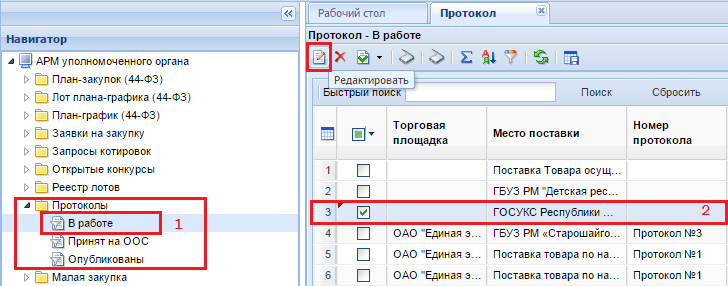 Рабочий стол
Протокол
Навигатор
Протокол - В работе
АРМ уполномоченного органа
План-закупок (44-ФЗ)
Лот плана-графика (44-ФЗ)
План-график (44-ФЗ)
Заявки на закупку
Запросы котировок
Открытые конкурсы
Реестр лотов
Протоколы
В работе
1
Принят на ООС
Опубликованы
Малая закупка
Редактировать
Быстрый поиск
Поиск
Сбросить
Торговая площадка
Место поставки
Номер протокола
1 Поставка Товара осущ...
2 ГБУЗ РМ "Детская рес...
3 ГОСУКС Республики ... 2
4 ОАО "Единая э... ГБУЗ РМ «Старошайго... Протокол №3
5 ОАО "Единая э... Поставка товара по на... Протокол №1
6 ОАО "Единая э... Поставка товара по на... Протокол №1